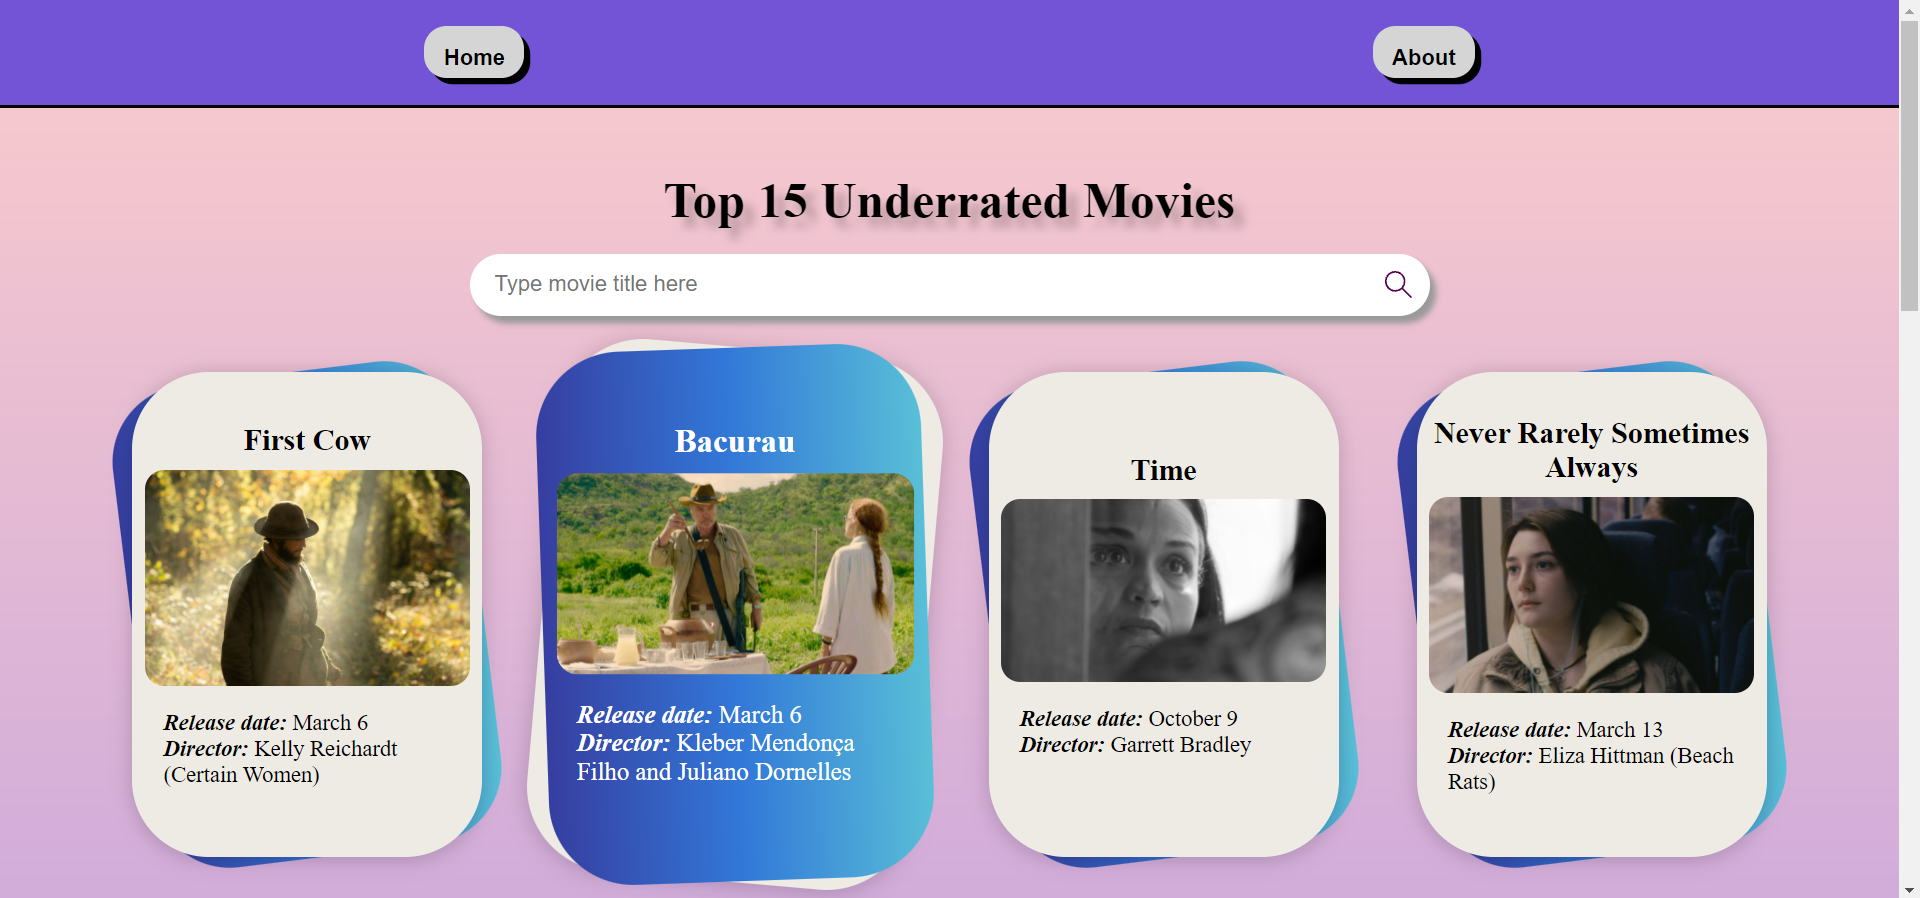 Home
About
Top 15 Underrated Movies
Type movie title here
First Cow
Release date: March 6
Director: Kelly Reichardt
(Certain Women)
Bacurau
Release date: March 6
Director: Kleber Mendonça
Filho and Juliano Dornelles
Time
Release date: October 9
Director: Garrett Bradley
Never Rarely Sometimes
Always
Release date: March 13
Director: Eliza Hittman (Beach
Rats)